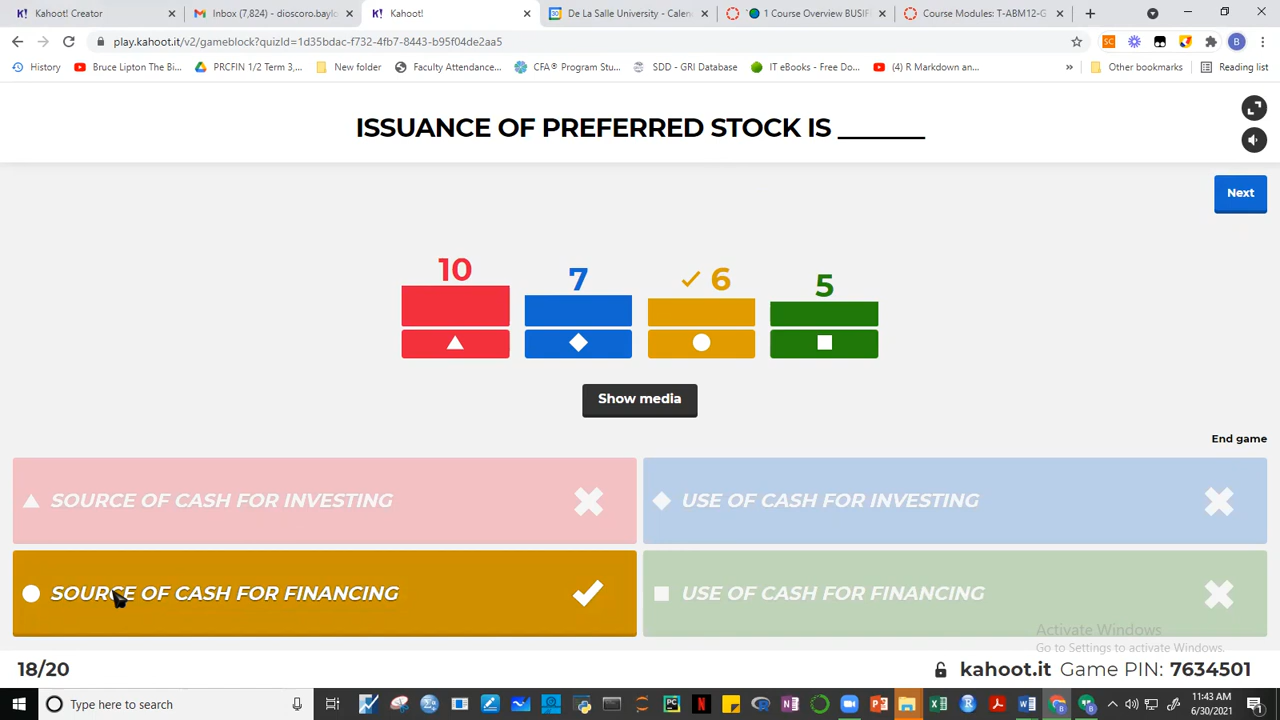 Kahoot! Creator
Inbox (7,824) - dioscoro.baylo
Kahoot!
De La Salle University - Calen
1 Course Overview BUSIF
Course Modules: T-ABM12-G
play.kahoot.it/v2/gameblock?quizId=1d35bdac-f732-4fb7-8443-b95f04de2aa5
B
History
Bruce Lipton The Bi...
PRCFIN 1/2 Term 3,...
New folder
Faculty Attendance...
CFA® Program Stu...
SDD - GRI Database
IT eBooks - Free Do...
(4) R Markdown an...
»
Other bookmarks
Reading list
ISSUANCE OF PREFERRED STOCK IS _______
Next
10
7
6
5
Show media
End game
SOURCE OF CASH FOR INVESTING
USE OF CASH FOR INVESTING
SOURCE OF CASH FOR FINANCING
USE OF CASH FOR FINANCING
Activate Windows
Go to Settings to activate Windows.
18/20
kahoot.it Game PIN: 7634501
Type here to search
11:43 AM
6/30/2021